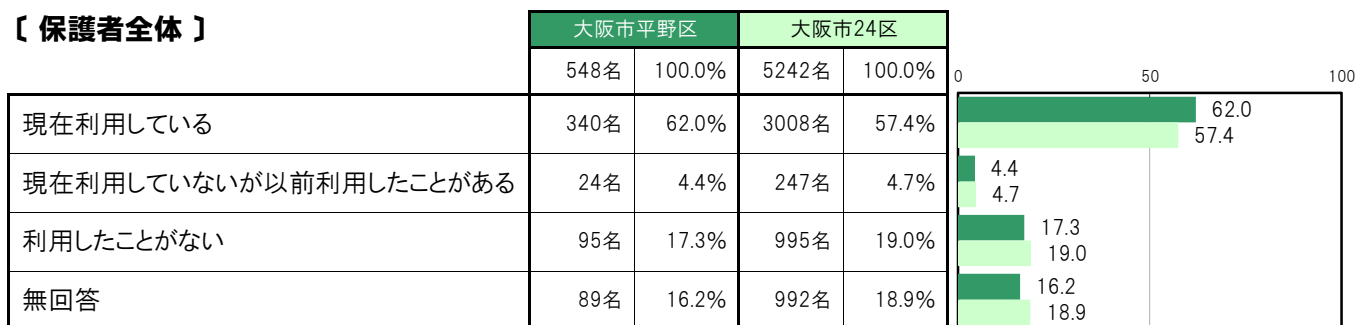 〔 保護者全体 〕
大阪市平野区 大阪市24区
548名 100.0% 5242名 100.0%
0 50 100
現在利用している 340名 62.0% 3008名 57.4%
62.0
57.4
現在利用していないが以前利用したことがある 24名 4.4% 247名 4.7%
4.4
4.7
利用したことがない 95名 17.3% 995名 19.0%
17.3
19.0
無回答 89名 16.2% 992名 18.9%
16.2
18.9